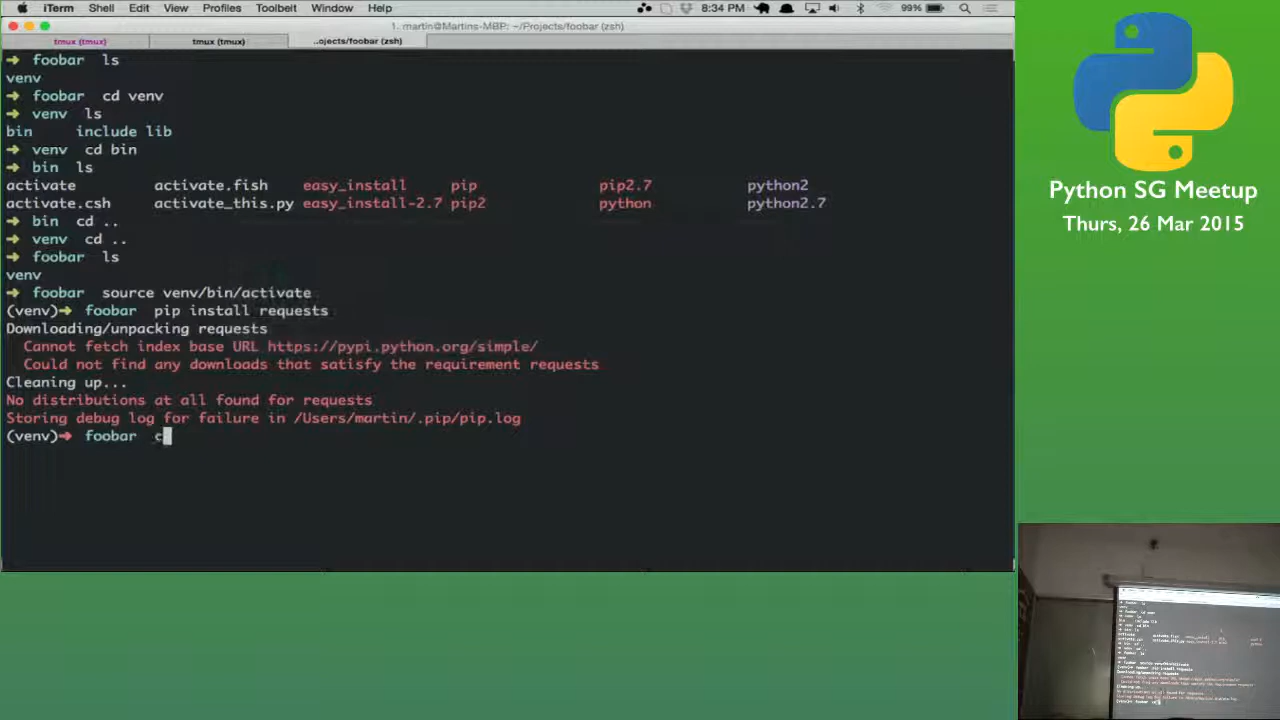 iTerm Shell Edit View Profiles Toolbelt Window Help 8:34 PM 99%
1. martin@Martins-MBP: ~/Projects/foobar (zsh)
tmux (tmux) tmux (tmux) ..ojects/foobar (zsh)
➜ foobar ls
venv
➜ foobar cd venv
➜ venv ls
bin include lib
➜ venv cd bin
➜ bin ls
activate activate.fish easy_install pip pip2.7 python2
activate.csh activate_this.py easy_install-2.7 pip2 python python2.7
➜ bin cd ..
➜ venv cd ..
➜ foobar ls
venv
➜ foobar source venv/bin/activate
(venv)➜ foobar pip install requests
Downloading/unpacking requests
Cannot fetch index base URL https://pypi.python.org/simple/
Could not find any downloads that satisfy the requirement requests
Cleaning up...
No distributions at all found for requests
Storing debug log for failure in /Users/martin/.pip/pip.log
(venv)➜ foobar c
Python SG Meetup
Thurs, 26 Mar 2015